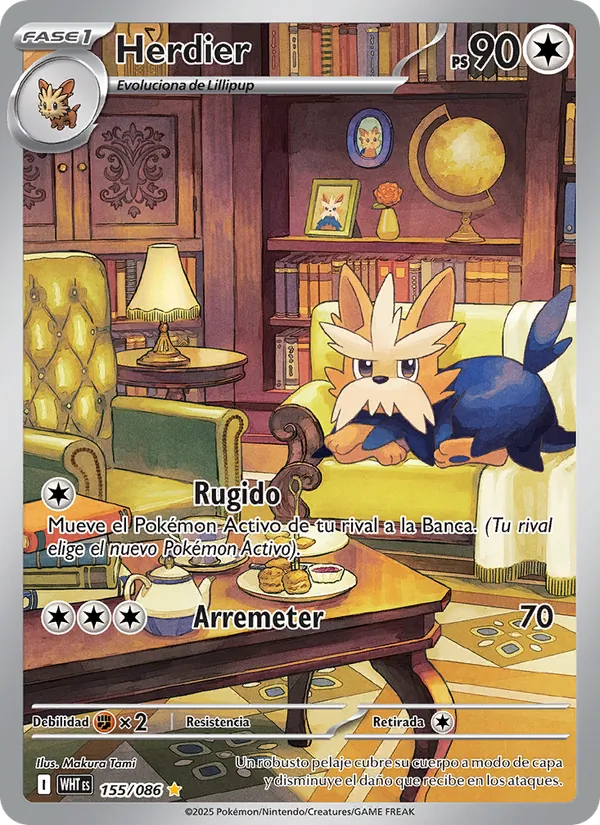 FASE 1
Herdier
PS 90
Evoluciona de Lillipup
Rugido
Mueve el Pokémon Activo de tu rival a la Banca. (Tu rival
elige el nuevo Pokémon Activo).
Arremeter 70
Debilidad ×2 Resistencia Retirada
Ilus. Makura Tami
Un robusto pelaje cubre su cuerpo a modo de capa
y disminuye el daño que recibe en los ataques.
I WHT ES 155/086
©2025 Pokémon/Nintendo/Creatures/GAME FREAK